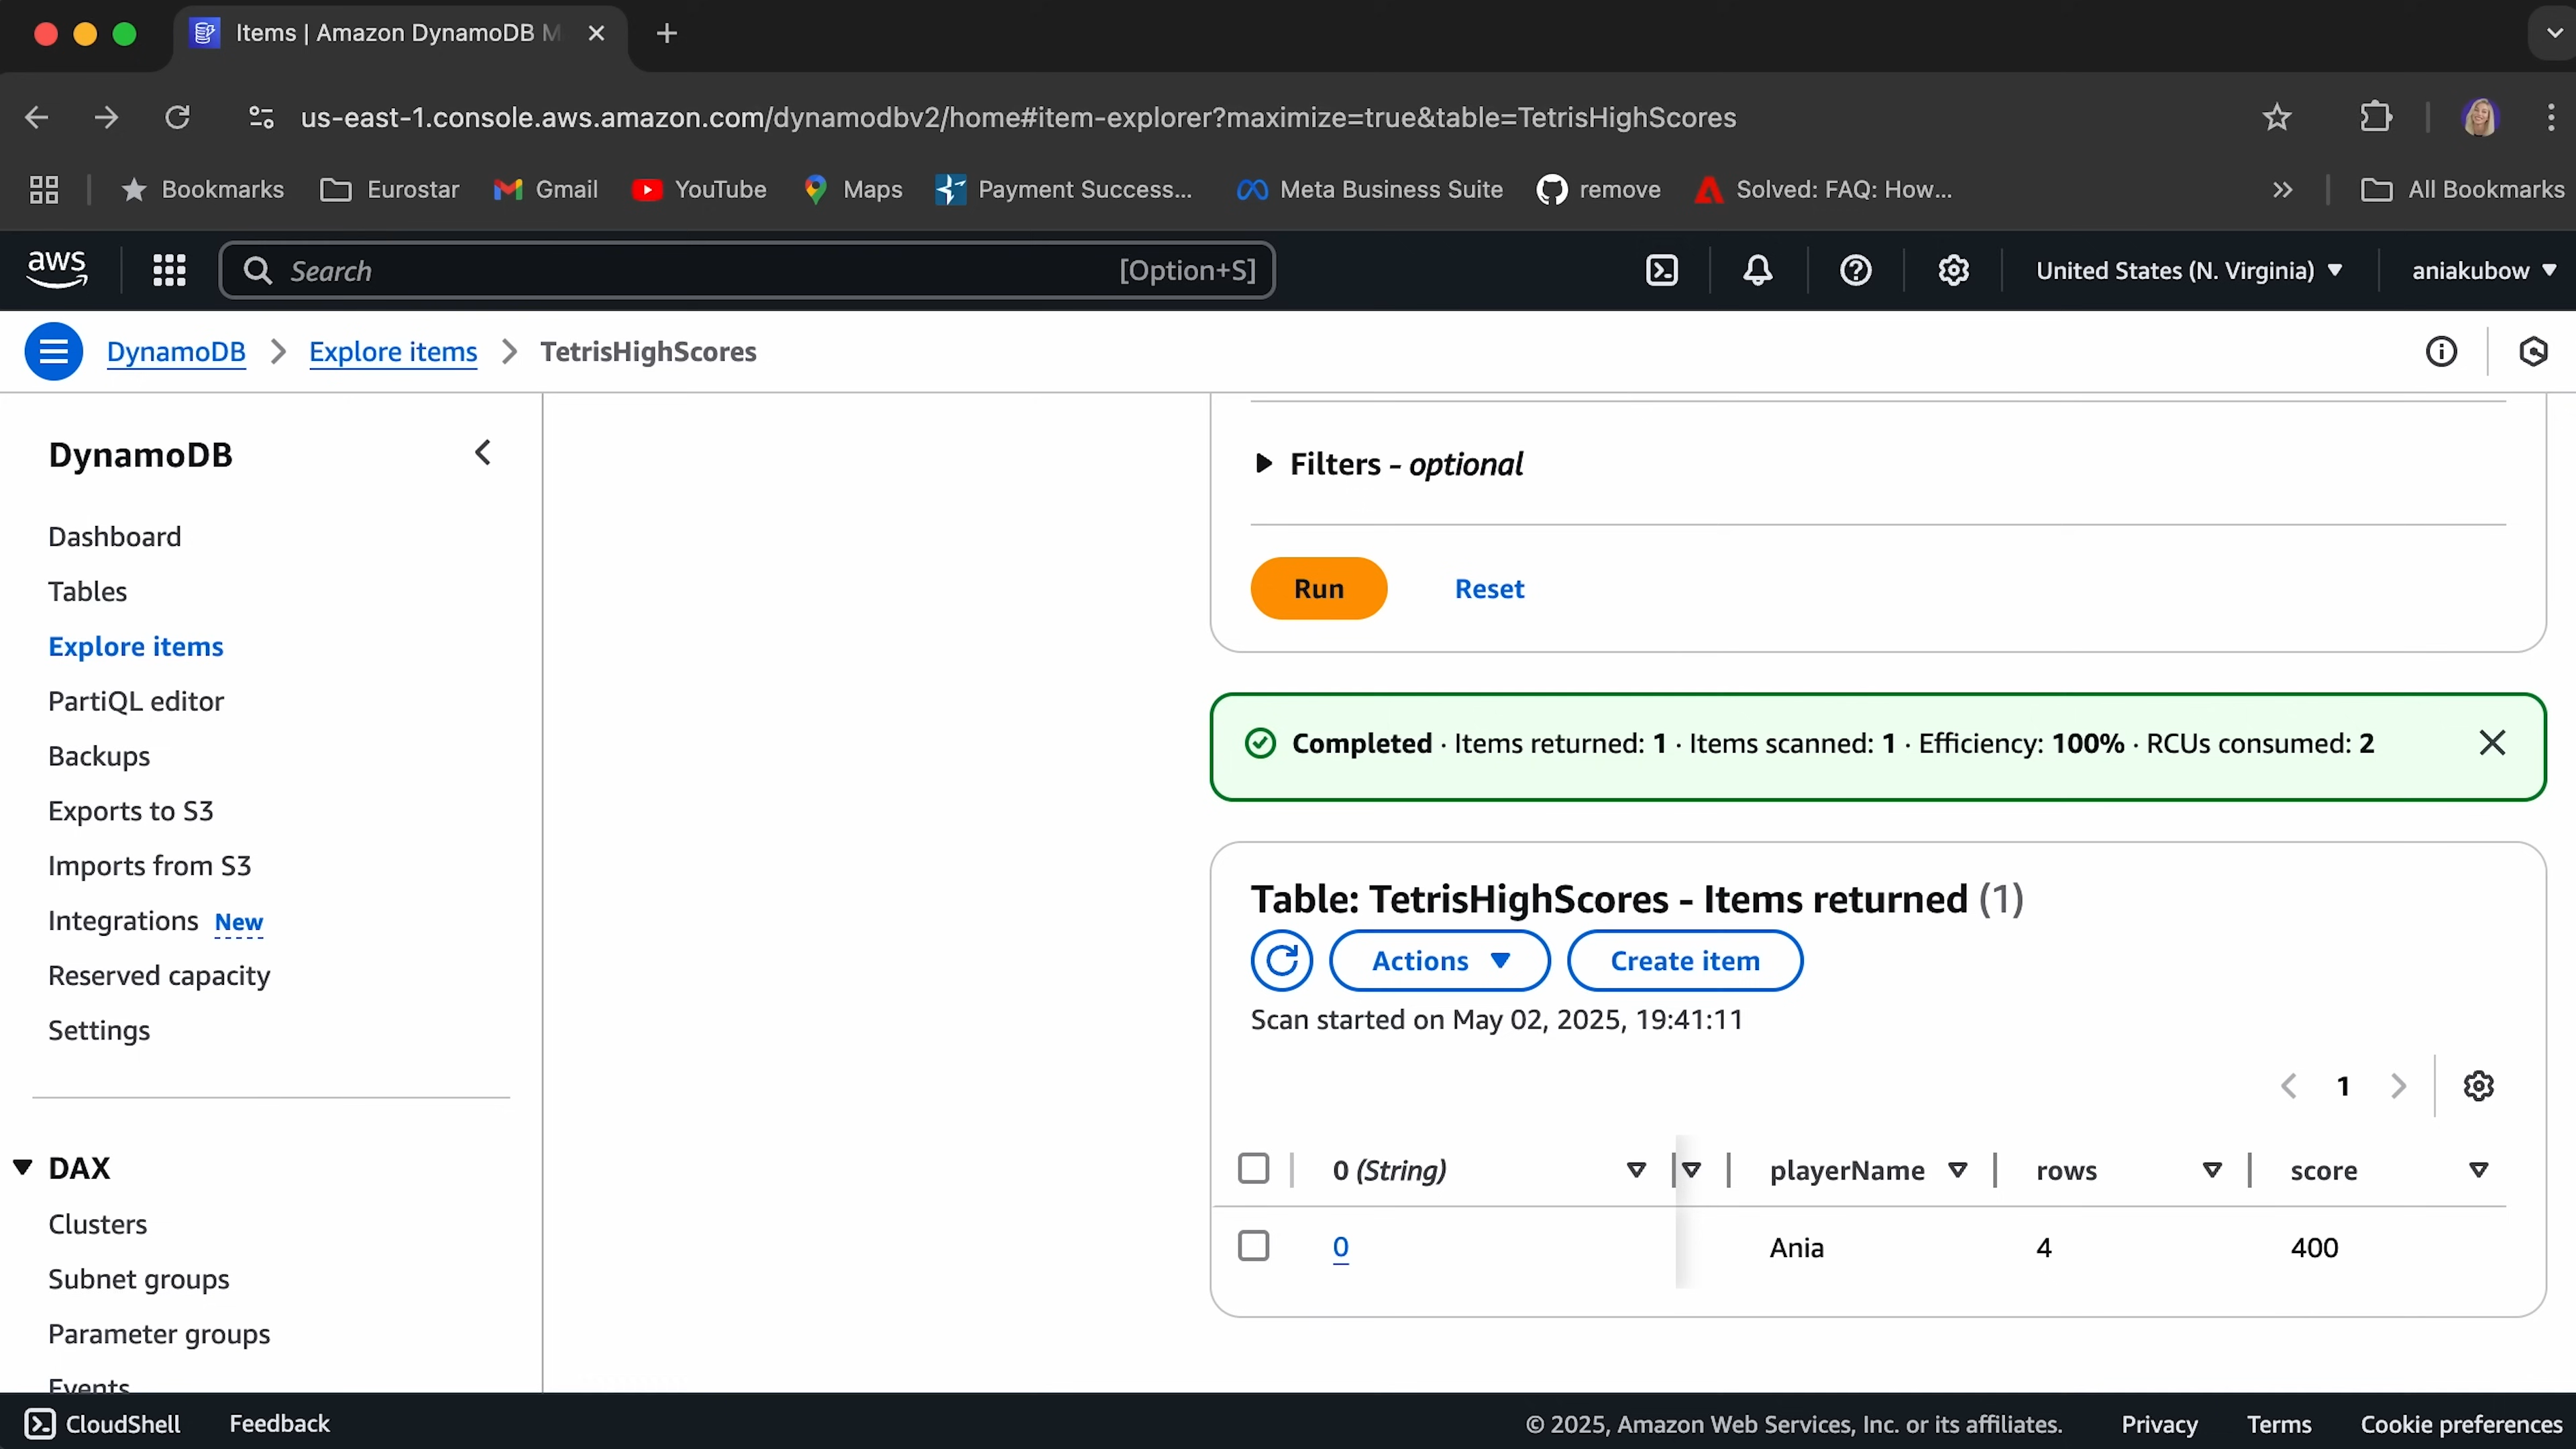 Items | Amazon DynamoDB M
us-east-1.console.aws.amazon.com/dynamodbv2/home#item-explorer?maximize=true&table=TetrisHighScores
Bookmarks Eurostar Gmail YouTube Maps Payment Success... Meta Business Suite remove Solved: FAQ: How... All Bookmarks
aws Search [Option+S] United States (N. Virginia) aniakubow
DynamoDB Explore items TetrisHighScores
DynamoDB
Dashboard
Tables
Explore items
PartiQL editor
Backups
Exports to S3
Imports from S3
Integrations New
Reserved capacity
Settings
DAX
Clusters
Subnet groups
Parameter groups
Events
Filters - optional
Run Reset
Completed · Items returned: 1 · Items scanned: 1 · Efficiency: 100% · RCUs consumed: 2
Table: TetrisHighScores - Items returned (1)
Actions Create item
Scan started on May 02, 2025, 19:41:11
1
0 (String) playerName rows score
0 Ania 4 400
CloudShell Feedback © 2025, Amazon Web Services, Inc. or its affiliates. Privacy Terms Cookie preferences